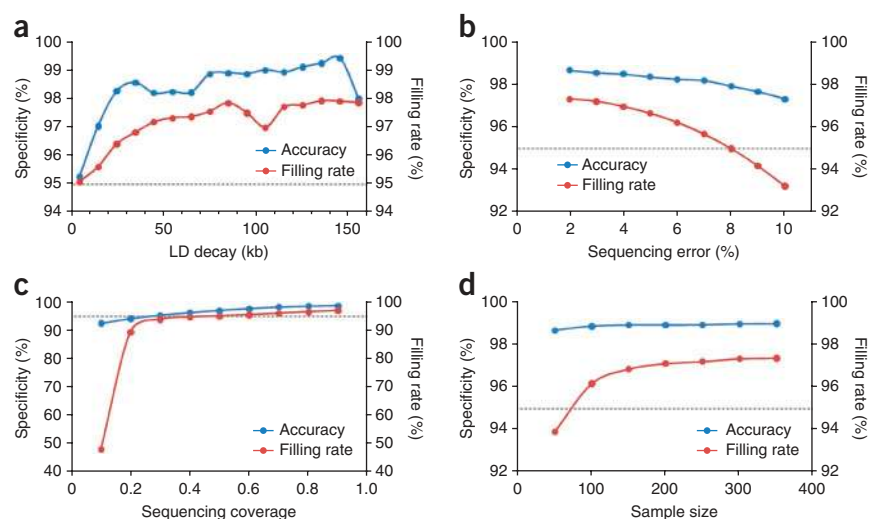 a
Specificity (%)
100
99
98
97
96
95
94
100
99
98
97
96
95
94
Filling rate (%)
Accuracy
Filling rate
0
50
100
150
LD decay (kb)
b
Specificity (%)
100
98
96
94
92
100
98
96
94
92
Filling rate (%)
Accuracy
Filling rate
0
2
4
6
8
10
Sequencing error (%)
c
Specificity (%)
100
90
80
70
60
50
40
100
90
80
70
60
50
40
Filling rate (%)
Accuracy
Filling rate
0
0.2
0.4
0.6
0.8
1.0
Sequencing coverage
d
Specificity (%)
100
98
96
94
92
100
98
96
94
92
Filling rate (%)
Accuracy
Filling rate
0
100
200
300
400
Sample size